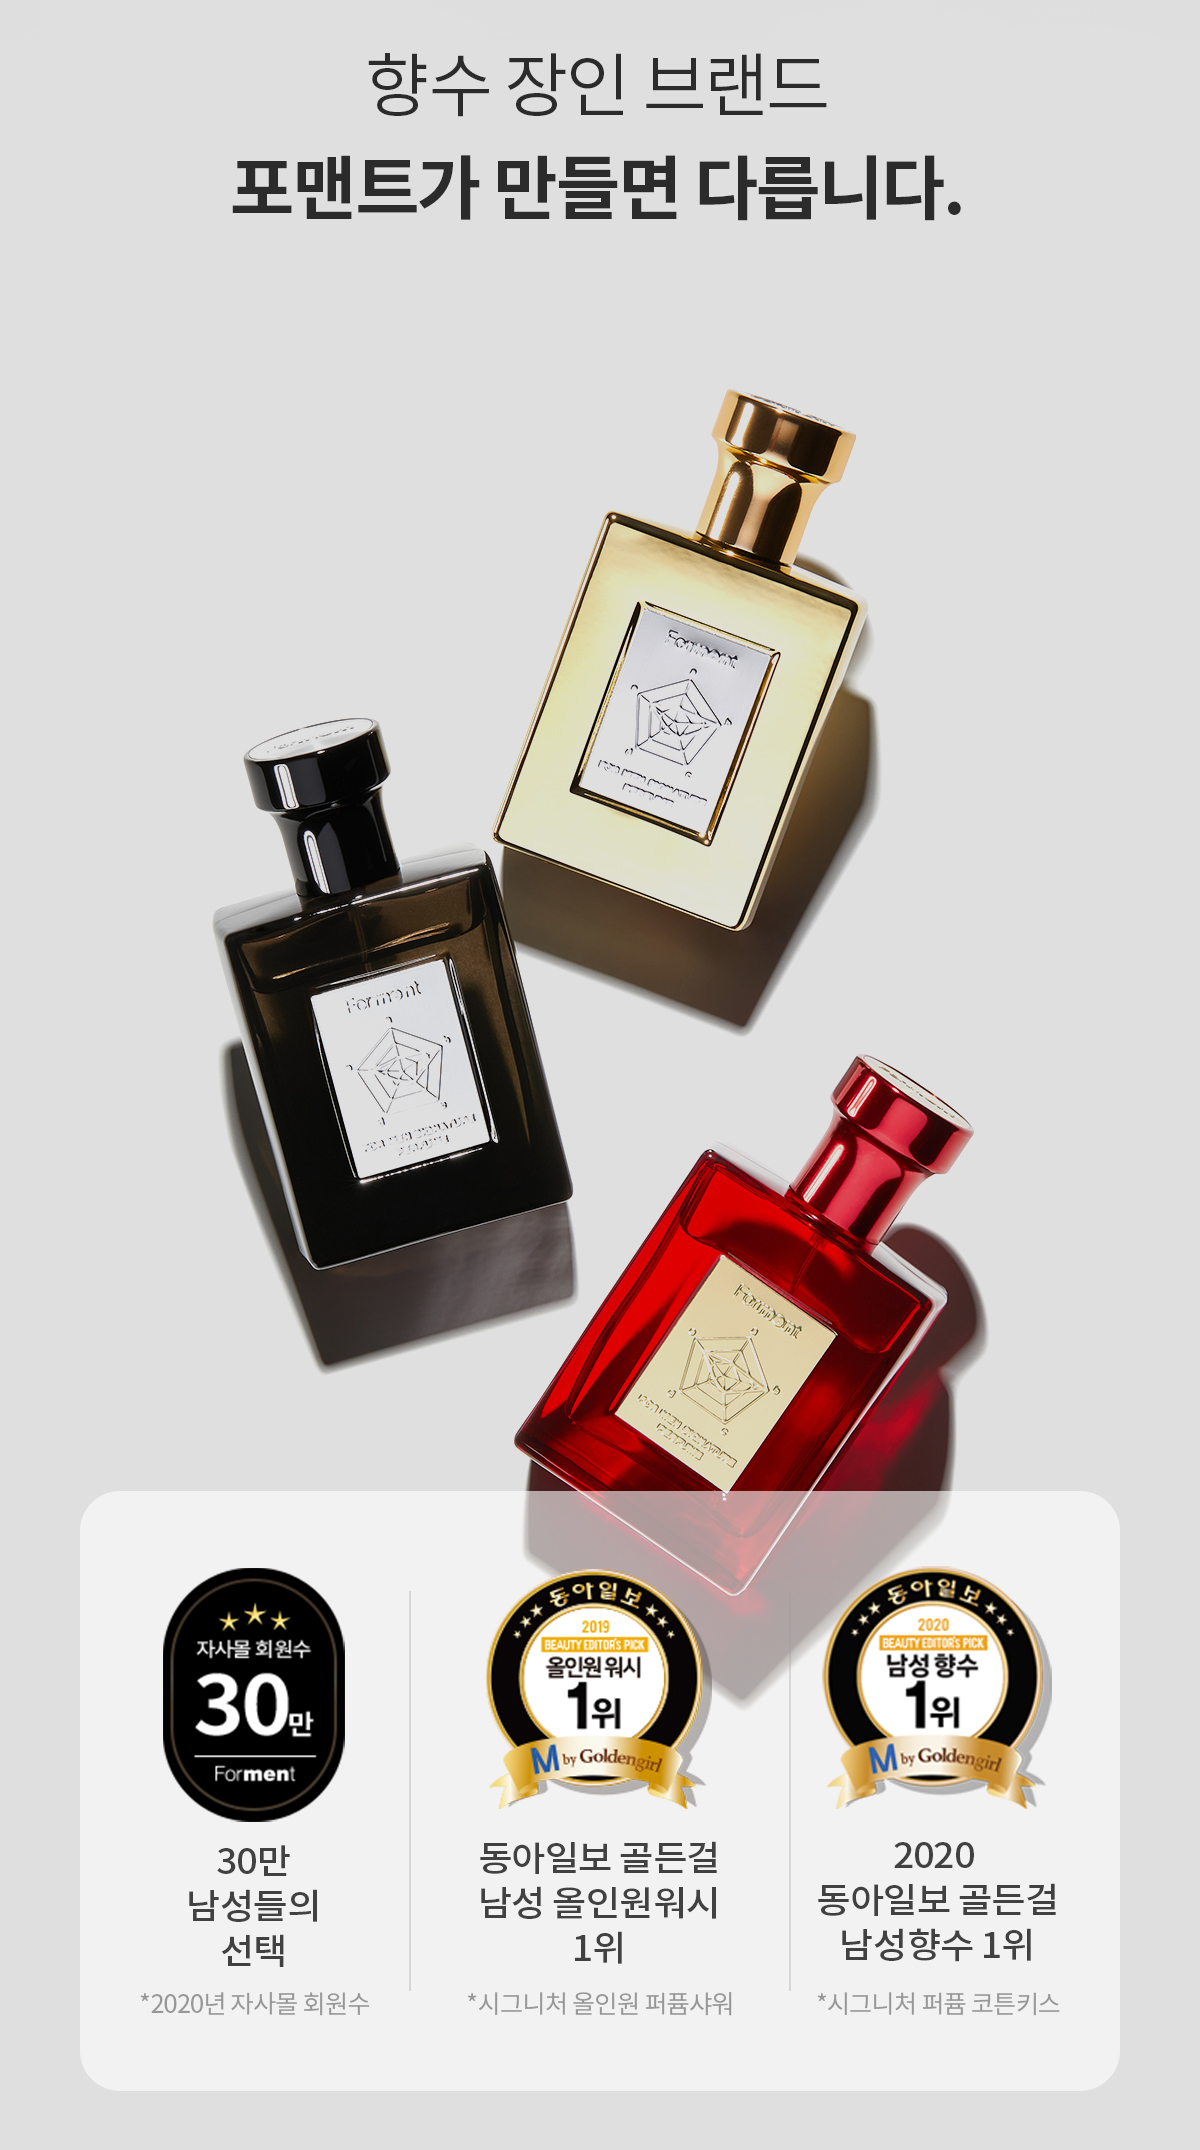 향수 장인 브랜드
포맨트가 만들면 다릅니다.
Forment
Forment
Forment
자사몰 회원수
30만
Forment
동아일보
2019
BEAUTY EDITOR'S PICK
올인원 워시
1위
M by Goldengirl
동아일보
2020
BEAUTY EDITOR'S PICK
남성 향수
1위
M by Goldengirl
30만
남성들의
선택
*2020년 자사몰 회원수
동아일보 골든걸
남성 올인원워시
1위
*시그니처 올인원 퍼퓸샤워
2020
동아일보 골든걸
남성향수 1위
*시그니처 퍼퓸 코튼키스